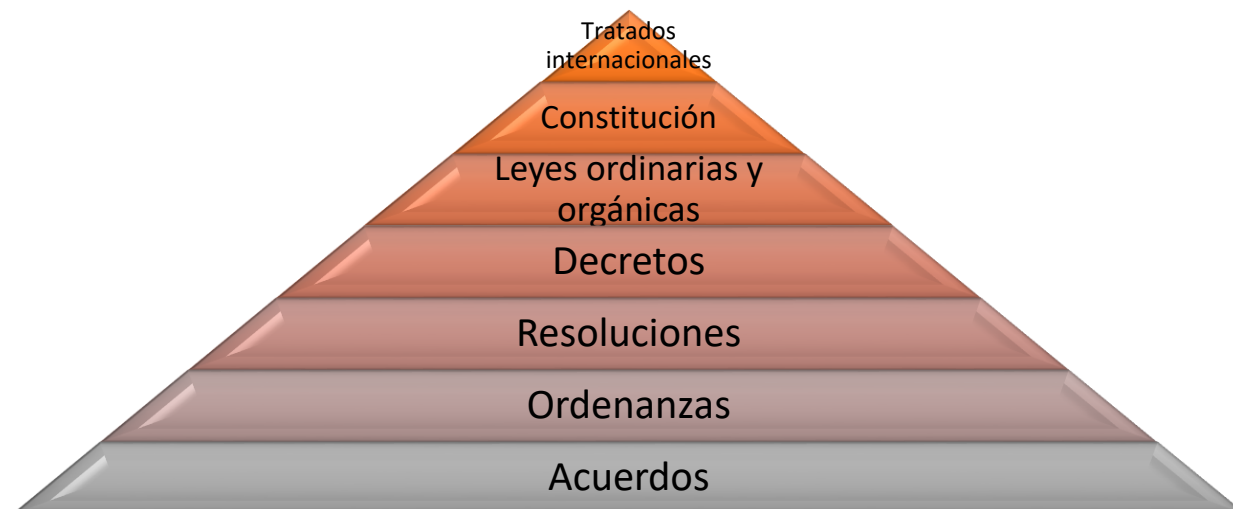 Tratados
internacionales
Constitución
Leyes ordinarias y
orgánicas
Decretos
Resoluciones
Ordenanzas
Acuerdos